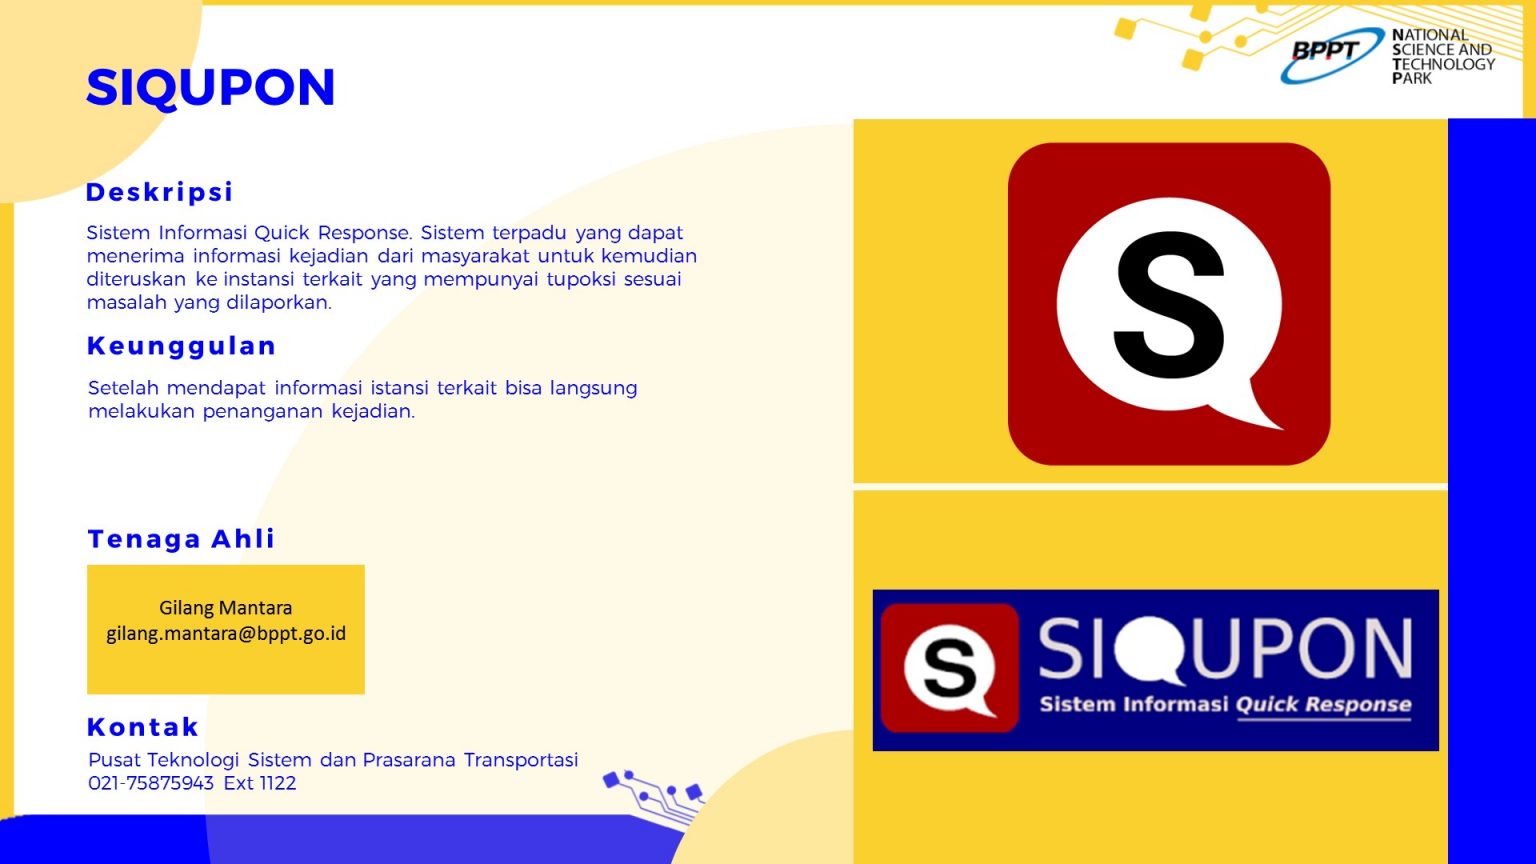 SIQUPON
BPPT
NATIONAL
SCIENCE AND
TECHNOLOGY
PARK
Deskripsi
Sistem Informasi Quick Response. Sistem terpadu yang dapat
menerima informasi kejadian dari masyarakat untuk kemudian
diteruskan ke instansi terkait yang mempunyai tupoksi sesuai
masalah yang dilaporkan.
Keunggulan
Setelah mendapat informasi istansi terkait bisa langsung
melakukan penanganan kejadian.
Tenaga Ahli
Gilang Mantara
gilang.mantara@bppt.go.id
Kontak
Pusat Teknologi Sistem dan Prasarana Transportasi
021-75875943 Ext 1122
S
S
SIQUPON
Sistem Informasi Quick Response